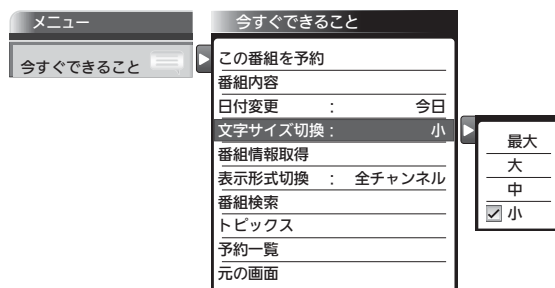 メニュー
今すぐできること
今すぐできること
この番組を予約
番組内容
日付変更 : 今日
文字サイズ切換 : 小
番組情報取得
表示形式切換 : 全チャンネル
番組検索
トピックス
予約一覧
元の画面
最大
大
中
小